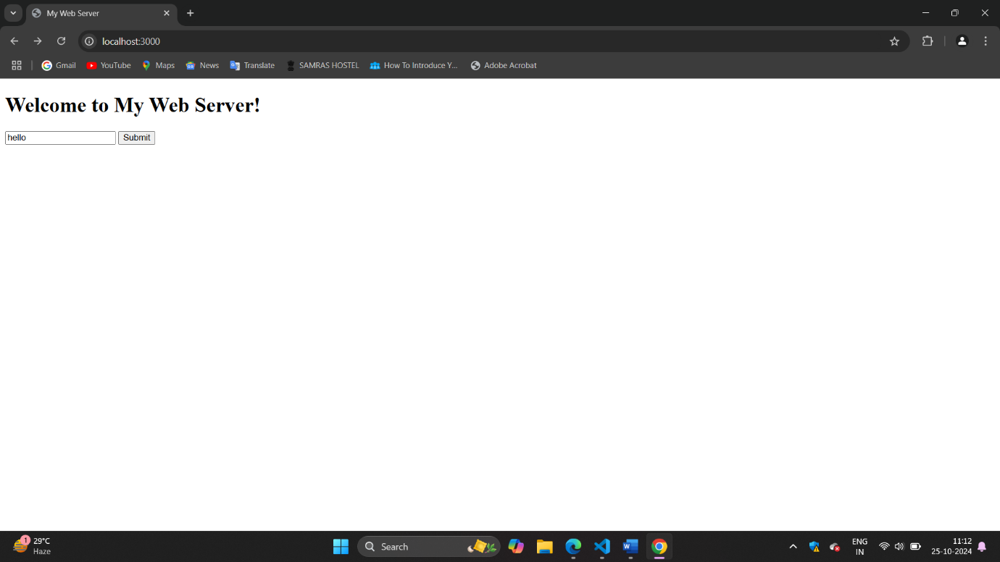 My Web Server
localhost:3000
Gmail YouTube Maps News Translate SAMRAS HOSTEL How To Introduce Y... Adobe Acrobat
Welcome to My Web Server!
hello Submit
1 29°C
Haze
Search
ENG
IN
11:12
25-10-2024